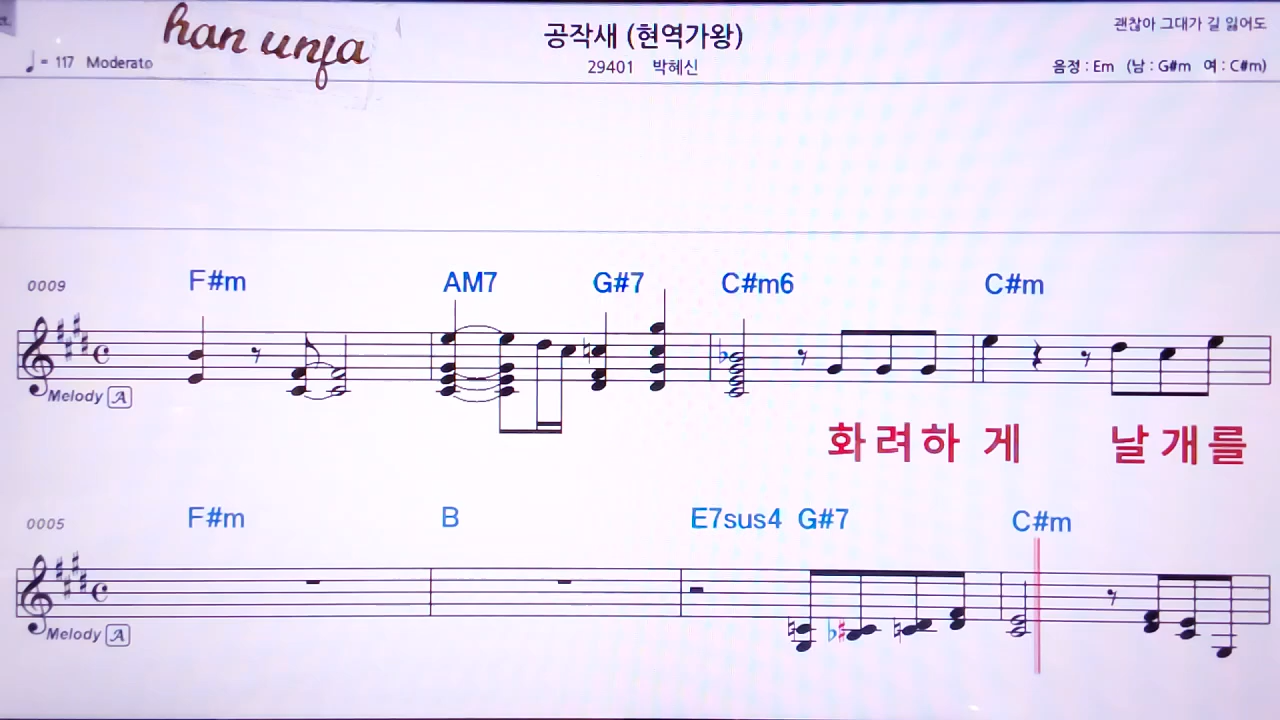 han unfa
공작새 (현역가왕)
괜찮아 그대가 길 잃어도
♩= 117 Moderato
29401 박혜신
음정 : Em (남 : G#m 여 : C#m)
0009 F#m AM7 G#7 C#m6 C#m
Melody A
화려하 게 날개를
0005 F#m B E7sus4 G#7 C#m
Melody A